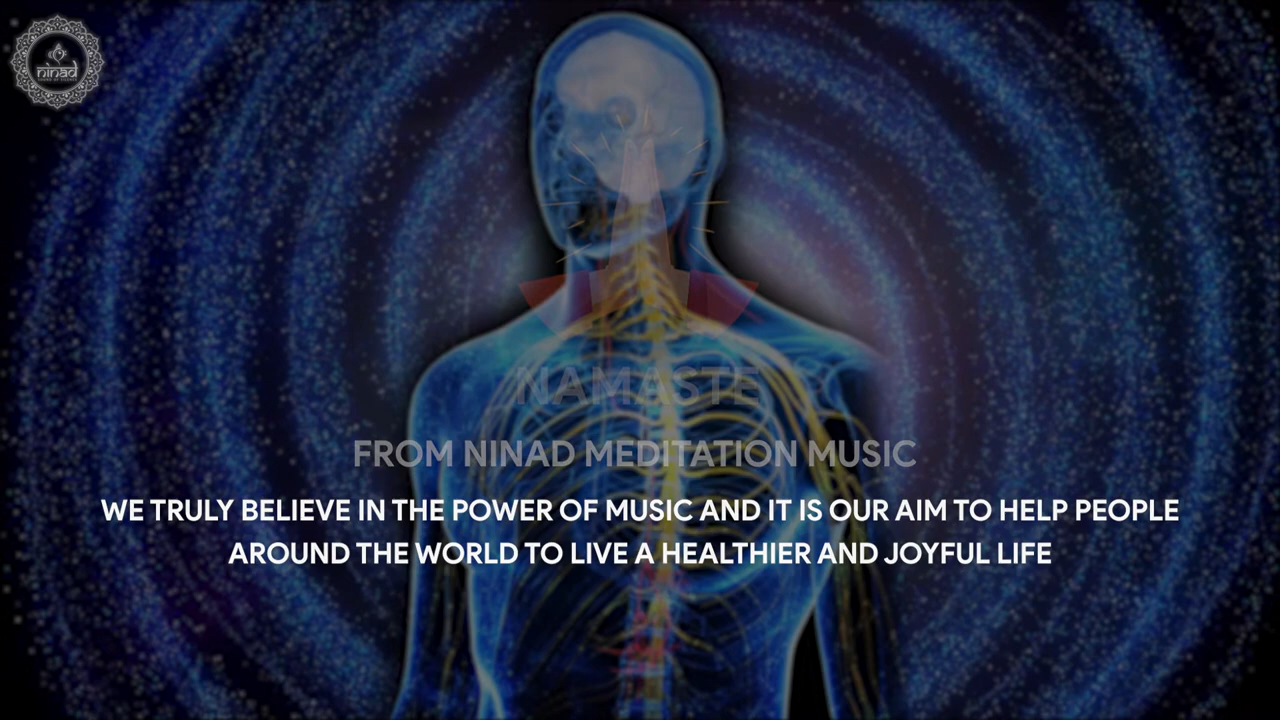 ninad
NAMASTE
FROM NINAD MEDITATION MUSIC
WE TRULY BELIEVE IN THE POWER OF MUSIC AND IT IS OUR AIM TO HELP PEOPLE
AROUND THE WORLD TO LIVE A HEALTHIER AND JOYFUL LIFE